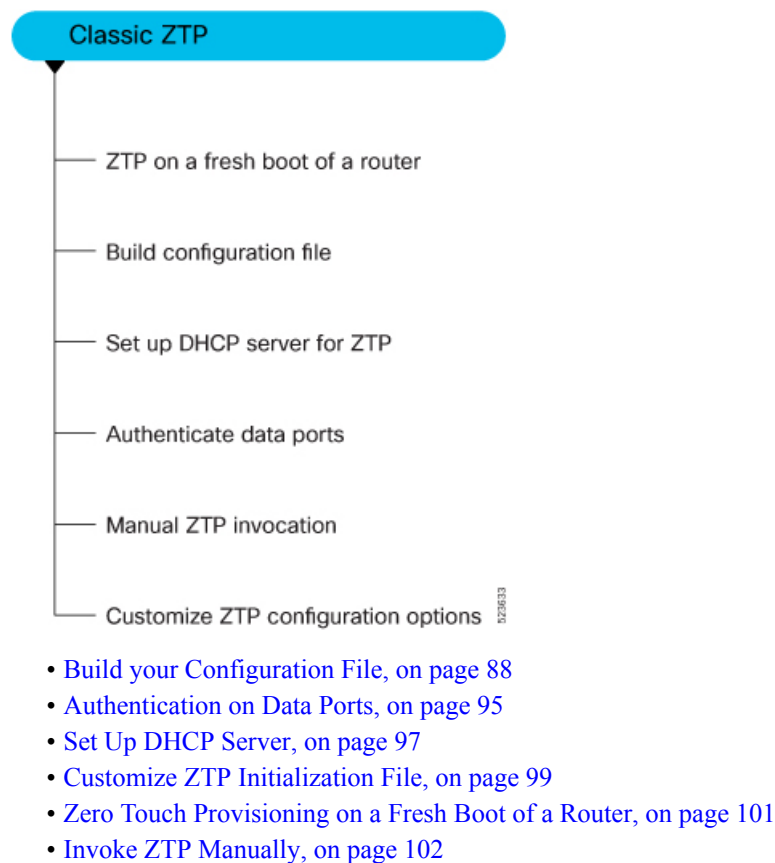 Classic ZTP
ZTP on a fresh boot of a router
Build configuration file
Set up DHCP server for ZTP
Authenticate data ports
Manual ZTP invocation
Customize ZTP configuration options
523633
• Build your Configuration File, on page 88
• Authentication on Data Ports, on page 95
• Set Up DHCP Server, on page 97
• Customize ZTP Initialization File, on page 99
• Zero Touch Provisioning on a Fresh Boot of a Router, on page 101
• Invoke ZTP Manually, on page 102